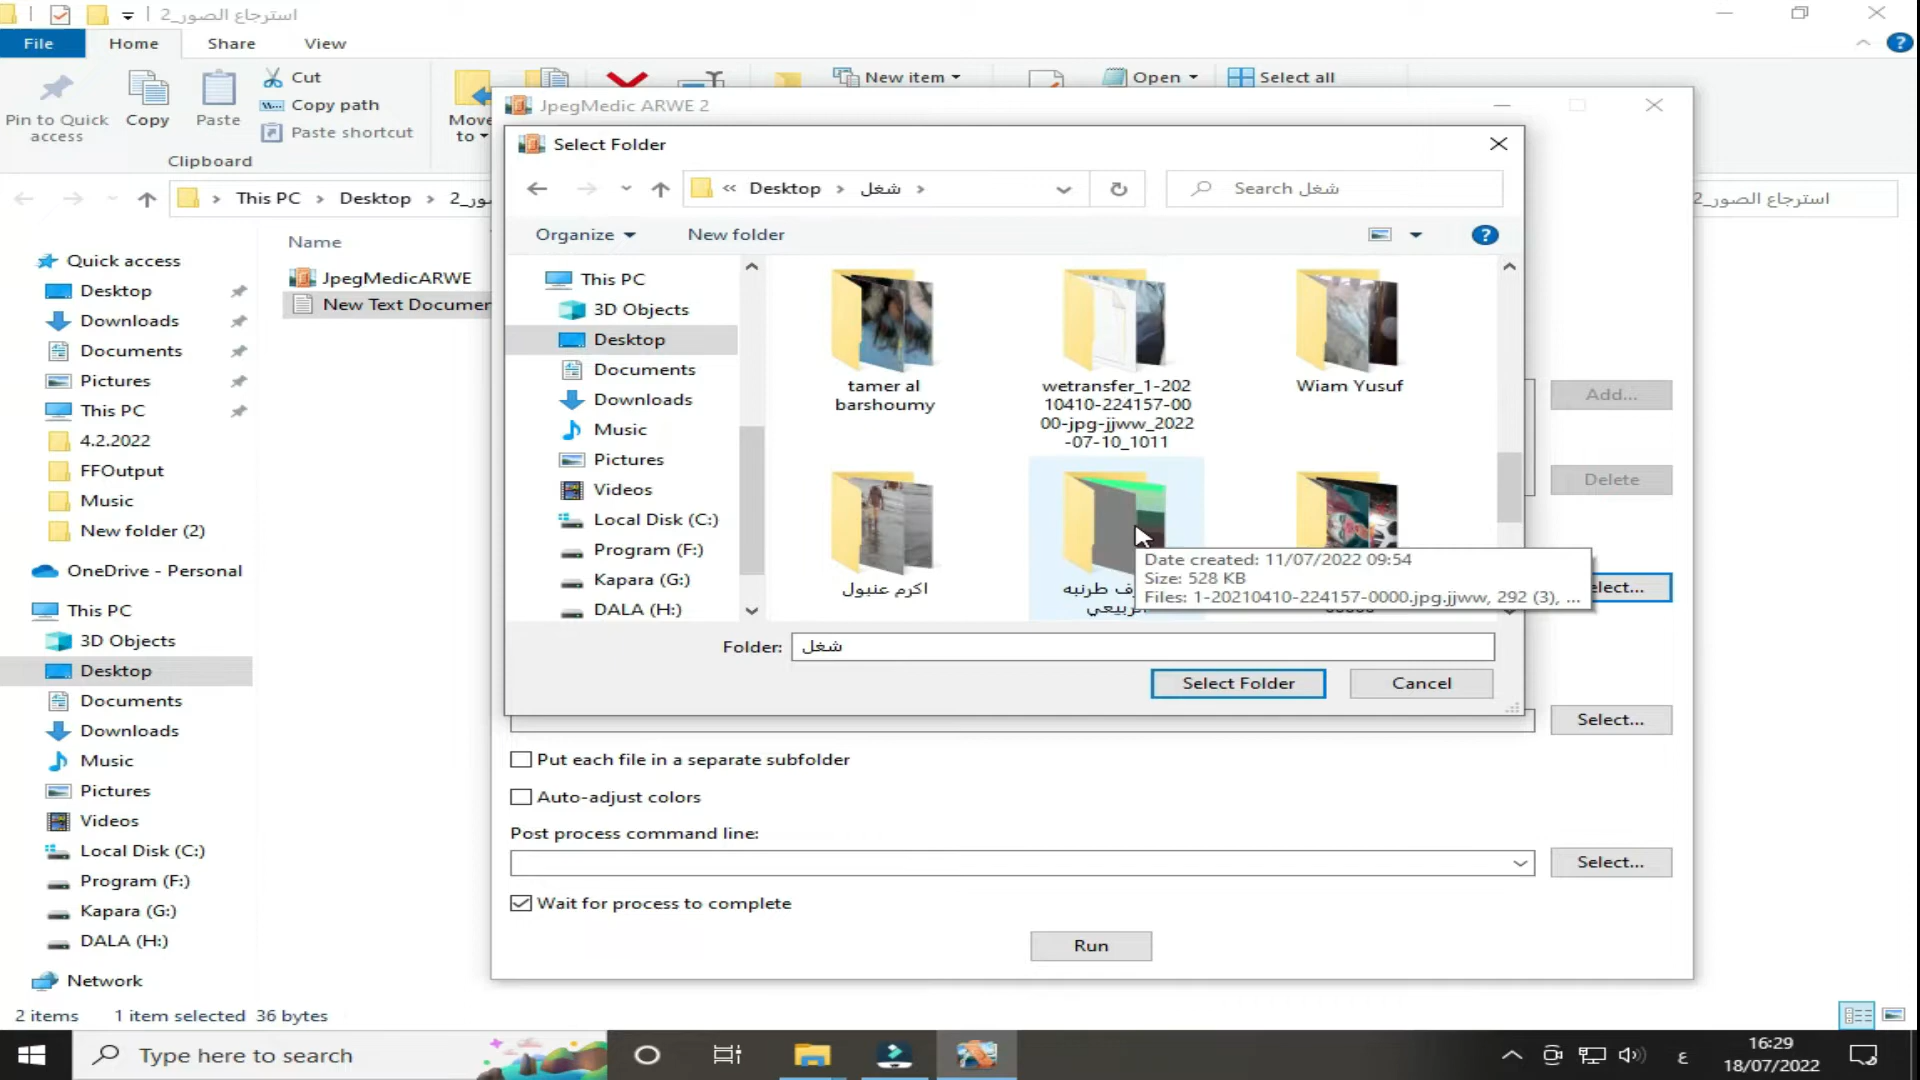 استرجاع الصور_2
File
Home
Share
View
Pin to Quick
access
Copy
Paste
Cut
Copy path
Paste shortcut
Clipboard
Move
to
New item
Open
Select all
This PC
Desktop
استرجاع الصور_2
Quick access
Desktop
Downloads
Documents
Pictures
This PC
4.2.2022
FFOutput
Music
New folder (2)
OneDrive - Personal
This PC
3D Objects
Desktop
Documents
Downloads
Music
Pictures
Videos
Local Disk (C:)
Program (F:)
Kapara (G:)
DALA (H:)
Network
Name
JpegMedicARWE
New Text Documen
JpegMedic ARWE 2
Select Folder
« Desktop › شغل ›
Search شغل
Organize
New folder
This PC
3D Objects
Desktop
Documents
Downloads
Music
Pictures
Videos
Local Disk (C:)
Program (F:)
Kapara (G:)
DALA (H:)
tamer al
barshoumy
wetransfer_1-202
10410-224157-00
00-jpg-jjww_2022
-07-10_1011
Wiam Yusuf
اكرم عنبول
طرنبه
Date created: 11/07/2022 09:54
Size: 528 KB
Files: 1-20210410-224157-0000.jpg.jjww, 292 (3), ...
Folder:
شغل
Select Folder
Cancel
Add...
Delete
elect...
Select...
Put each file in a separate subfolder
Auto-adjust colors
Post process command line:
Select...
Wait for process to complete
Run
2 items
1 item selected 36 bytes
Type here to search
ع
16:29
18/07/2022